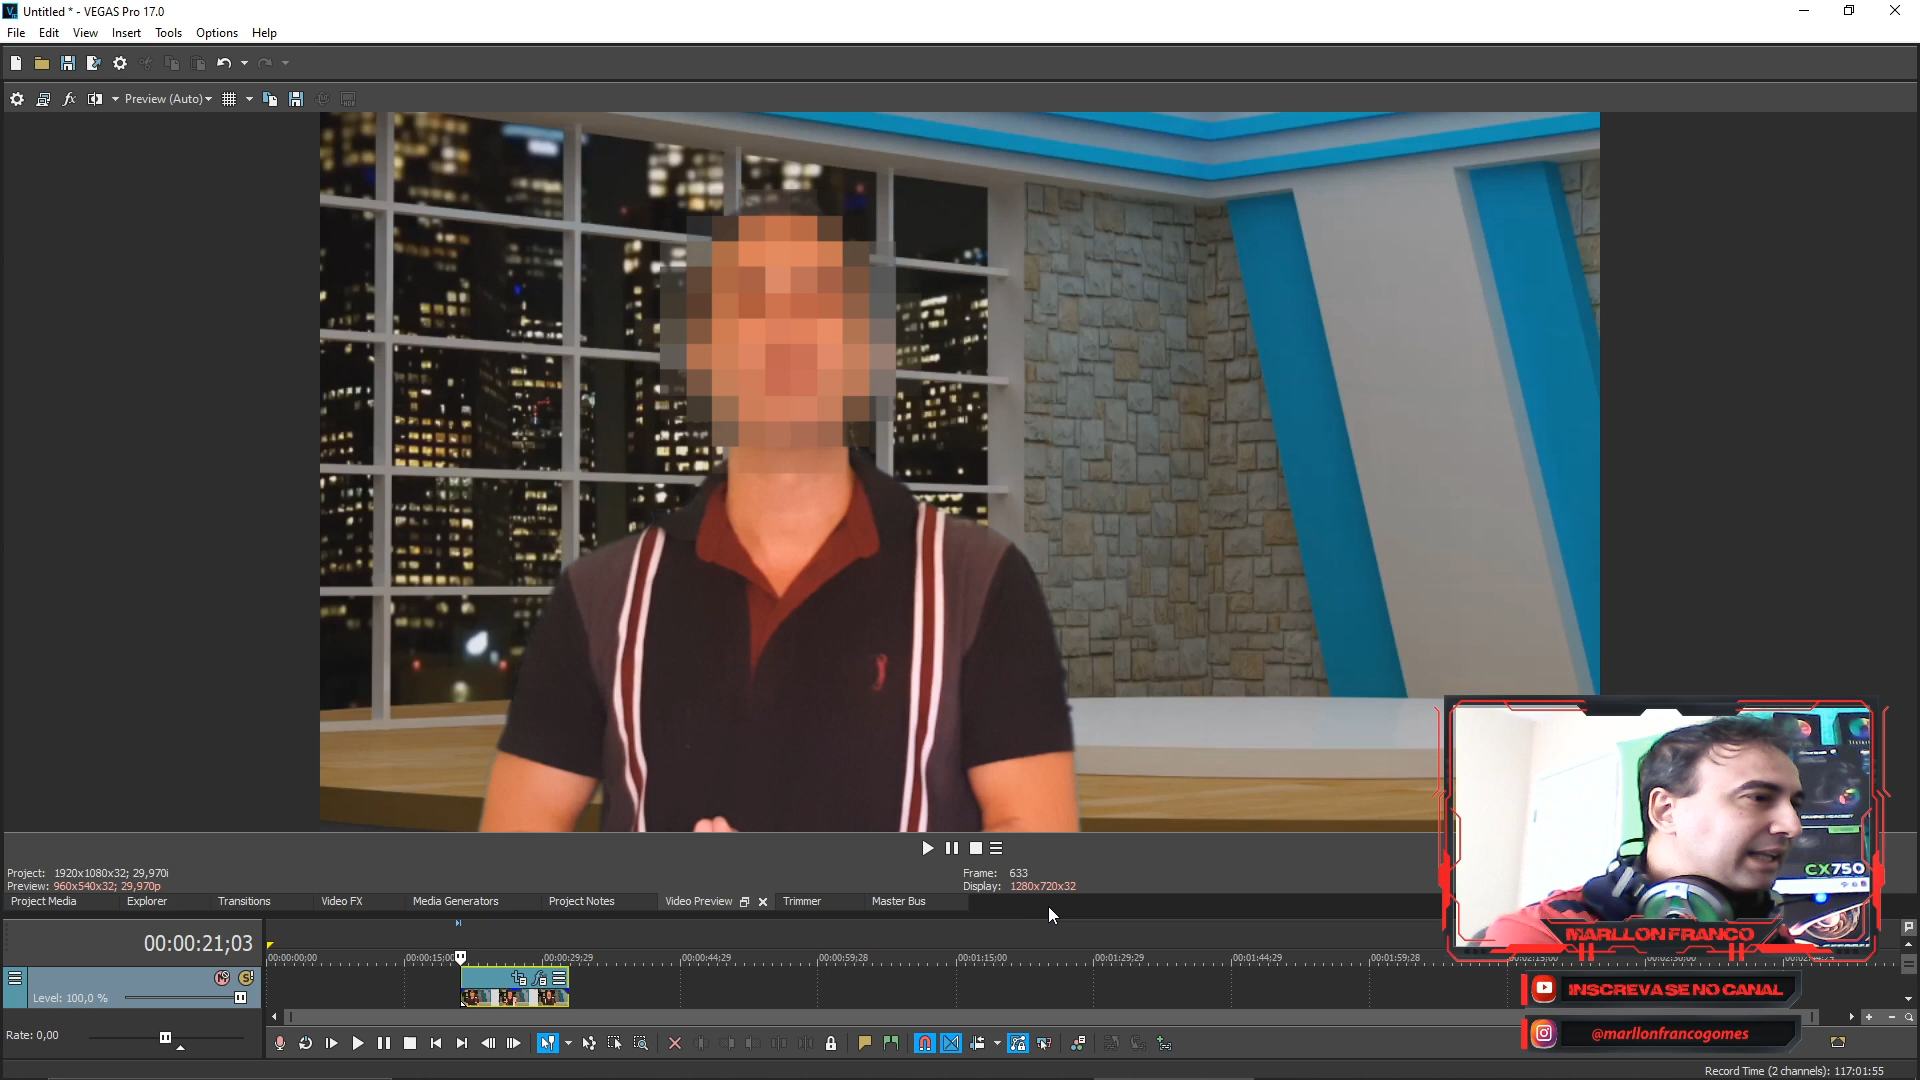 Untitled * - VEGAS Pro 17.0
File Edit View Insert Tools Options Help
Preview (Auto)
Project: 1920x1080x32; 29,970i
Preview: 960x540x32; 29,970p
Frame: 633
Display: 1280x720x32
Project Media Explorer Transitions Video FX Media Generators Project Notes Video Preview Trimmer Master Bus
00:00:21;03
00:00:00;00 00:00:15;00 00:00:29;29 00:00:44;29 00:00:59;28 00:01:15;00 00:01:29;29 00:01:44;29 00:01:59;28
Level: 100,0 %
Rate: 0,00
CX750
MARLLON FRANCO
INSCREVA SE NO CANAL
@marllonfrancogomes
Record Time (2 channels): 117:01:55